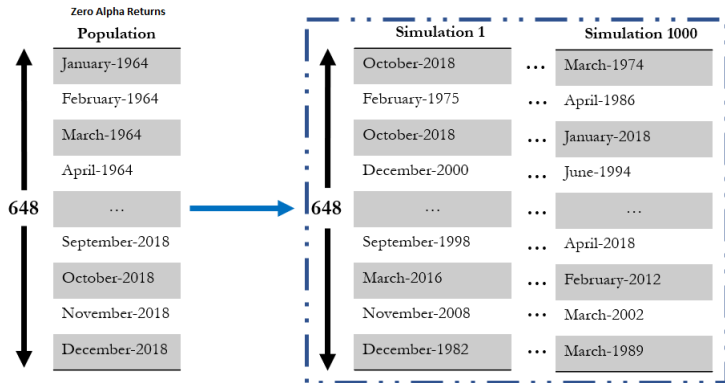 Zero Alpha Returns
Population Simulation 1 Simulation 1000
January-1964 October-2018 ... March-1974
February-1964 February-1975 ... April-1986
March-1964 October-2018 ... January-2018
April-1964 December-2000 ... June-1994
648 ... 648 ... ... ...
September-2018 September-1998 ... April-2018
October-2018 March-2016 ... February-2012
November-2018 November-2008 ... March-2002
December-2018 December-1982 ... March-1989